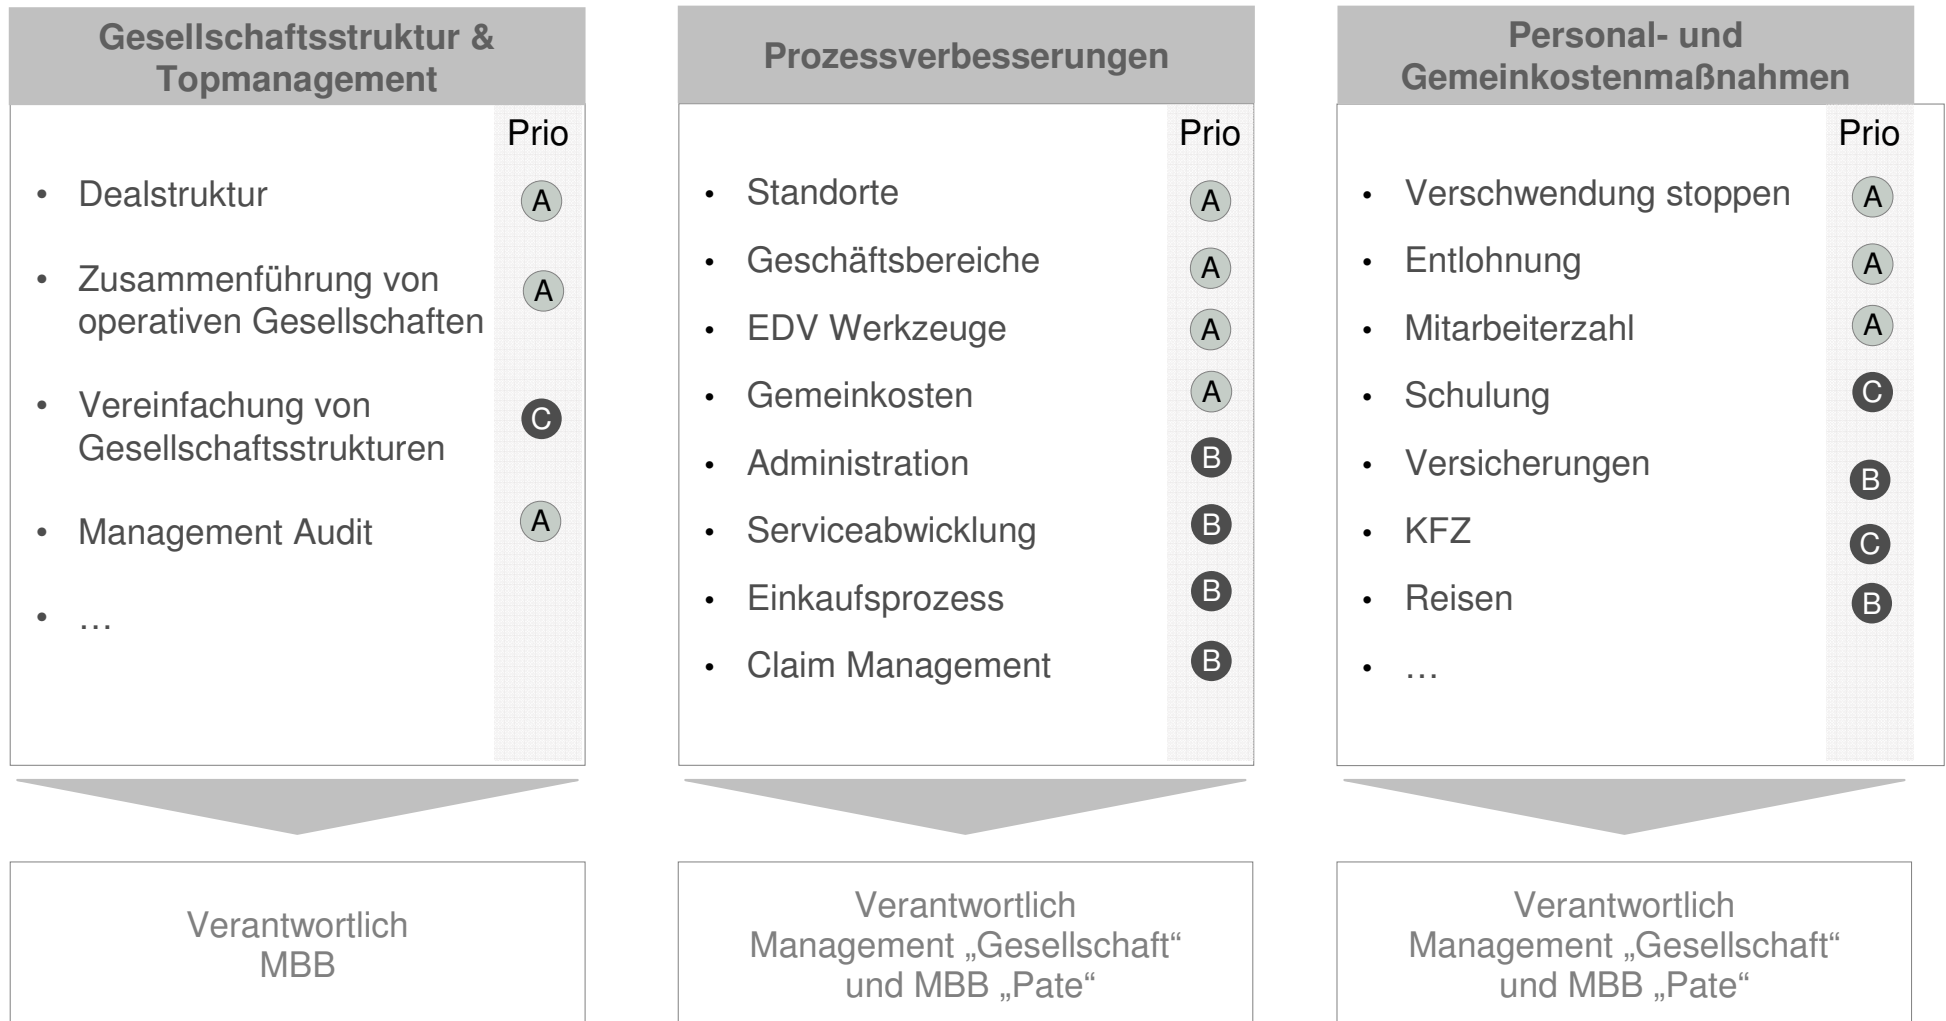 Gesellschaftsstruktur &
Topmanagement
Prio
• Dealstruktur A
• Zusammenführung von
operativen Gesellschaften A
• Vereinfachung von
Gesellschaftsstrukturen C
• Management Audit A
• …
Verantwortlich
MBB
Prozessverbesserungen
Prio
• Standorte A
• Geschäftsbereiche A
• EDV Werkzeuge A
• Gemeinkosten A
• Administration B
• Serviceabwicklung B
• Einkaufsprozess B
• Claim Management B
Verantwortlich
Management „Gesellschaft“
und MBB „Pate“
Personal- und
Gemeinkostenmaßnahmen
Prio
• Verschwendung stoppen A
• Entlohnung A
• Mitarbeiterzahl A
• Schulung C
• Versicherungen B
• KFZ C
• Reisen B
• …
Verantwortlich
Management „Gesellschaft“
und MBB „Pate“